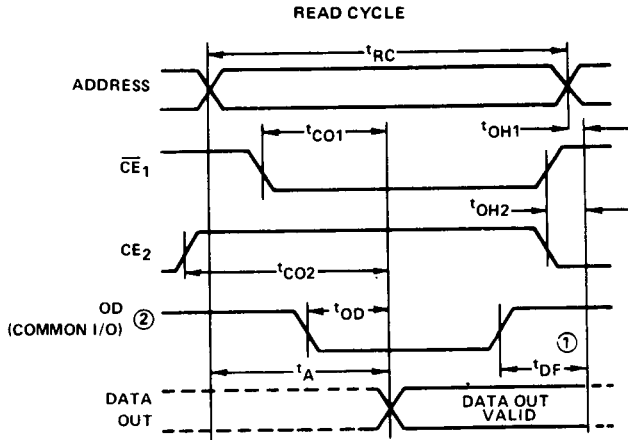 READ CYCLE
tRC
ADDRESS
tCO1
tOH1
CE1
tOH2
CE2
tCO2
OD ②
(COMMON I/O)
tOD
①
tDF
tA
DATA OUT
DATA OUT VALID